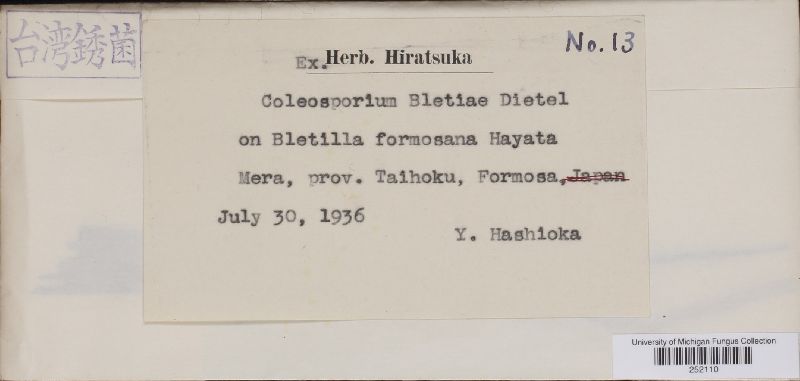 台湾銹菌
No. 13
Ex. Herb. Hiratsuka
Coleosporium Bletiae Dietel
on Bletilla formosana Hayata
Mera, prov. Taihoku, Formosa, Japan
July 30, 1936
Y. Hashioka
University of Michigan Fungus Collection
252110